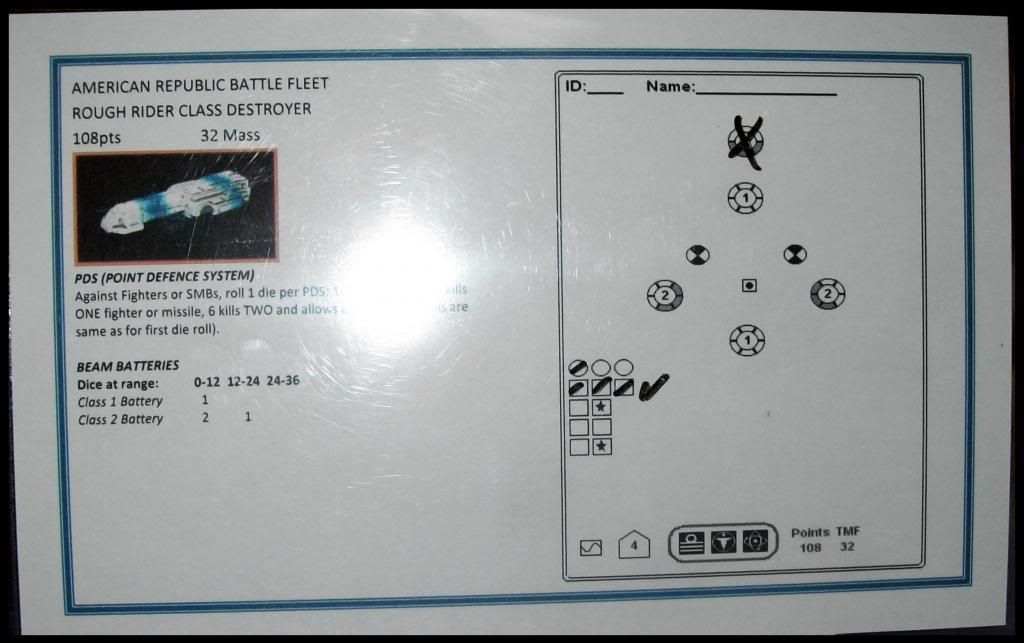 AMERICAN REPUBLIC BATTLE FLEET
ROUGH RIDER CLASS DESTROYER
108pts 32 Mass
PDS (POINT DEFENCE SYSTEM)
Against Fighters or SMBs, roll 1 die per PDS:
ONE fighter or missile, 6 kills TWO and allows are
same as for first die roll).
BEAM BATTERIES
Dice at range: 0-12 12-24 24-36
Class 1 Battery 1
Class 2 Battery 2 1
ID:____ Name:________________
1
2 2
1
4
Points TMF
108 32